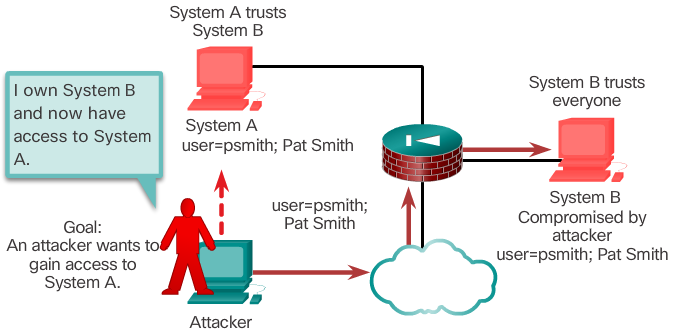 System A trusts
System B
I own System B
and now have
access to System
A.
System A
user=psmith; Pat Smith
System B trusts
everyone
System B
Compromised by
attacker
user=psmith; Pat Smith
user=psmith;
Pat Smith
Goal:
An attacker wants to
gain access to
System A.
Attacker